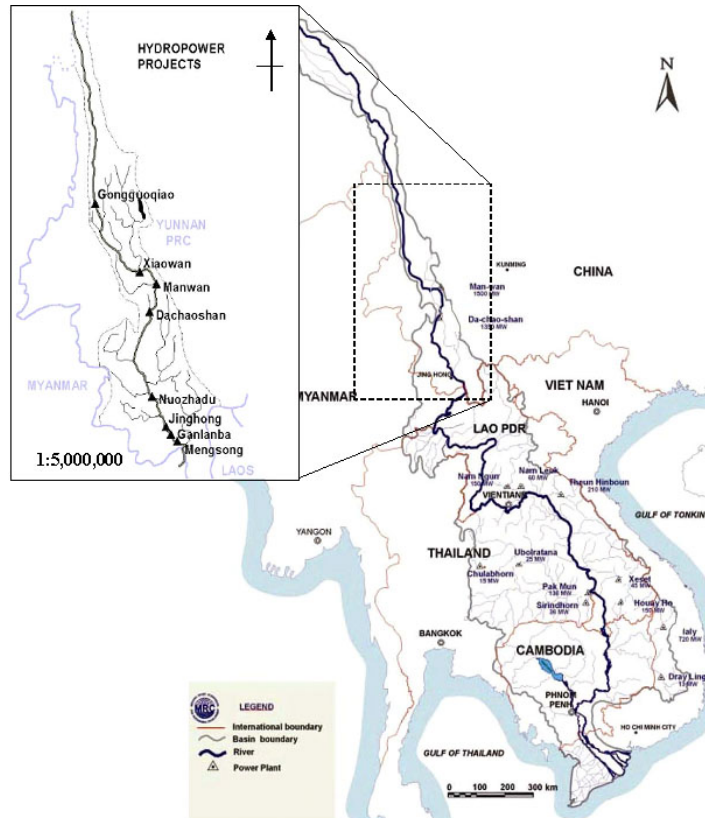 HYDROPOWER
PROJECTS
Gongguoqiao
YUNNAN
PRC
Xiaowan
Manwan
Dachaoshan
MYANMAR
Nuozhadu
Jinghong
Ganlanba
Mengsong
1:5,000,000
LAOS
N
KUNMING
CHINA
Man-wan
1500 MW
Da-chao-shan
1350 MW
JING HONG
MYANMAR
VIET NAM
HANOI
LAO PDR
Nam Leuk
60 MW
150 MW
Theun Hinboun
210 MW
VIENTIANE
GULF OF TONKIN
YANGON
THAILAND
Ubolratana
25 MW
Chulabhorn
15 MW
Xeset
45 MW
Pak Mun
136 MW
Sirindhorn
36 MW
Houay Ho
150 MW
Ialy
720 MW
BANGKOK
CAMBODIA
Dray Ling
PHNOM
PENH
HO CHI MINH CITY
GULF OF THAILAND
MRC
LEGEND
International boundary
Basin boundary
River
Power Plant
0 100 200 300 km